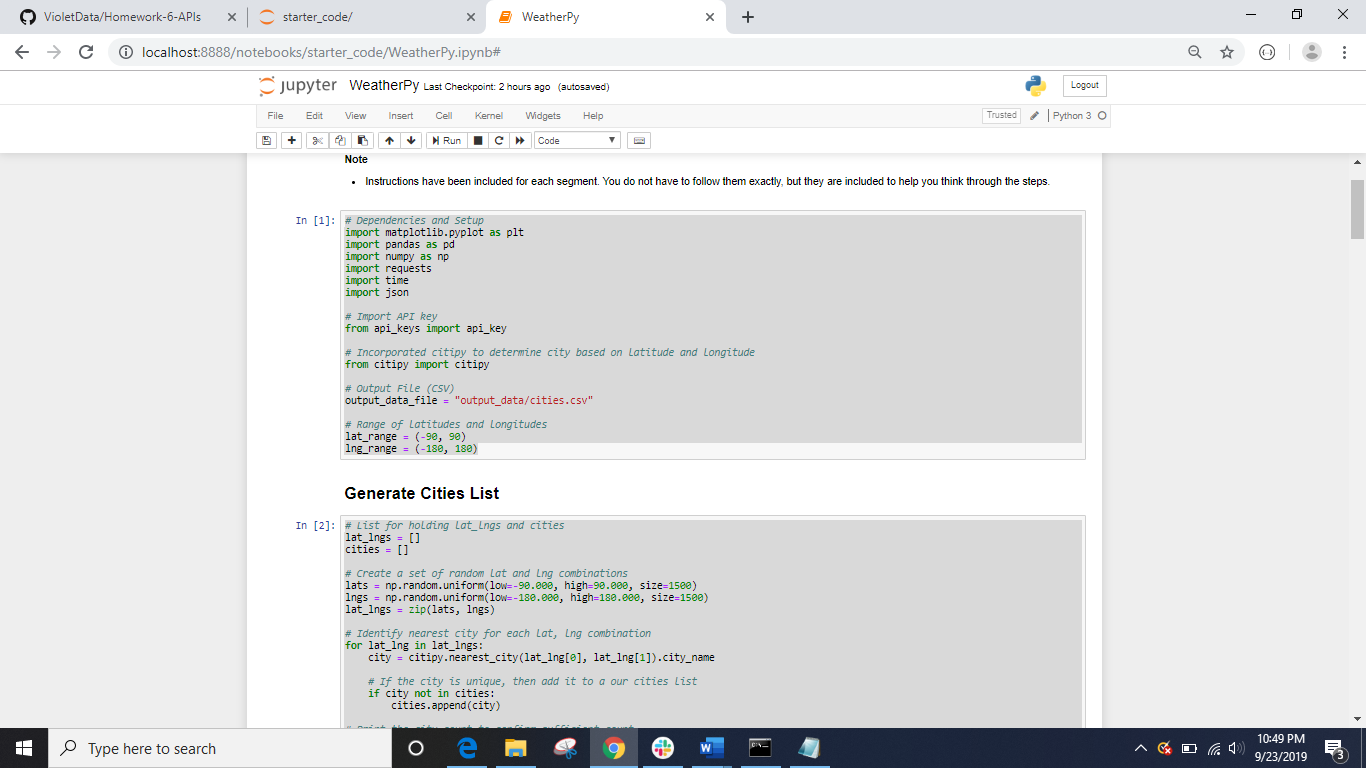 VioletData/Homework-6-APIs
starter_code/
WeatherPy
localhost:8888/notebooks/starter_code/WeatherPy.ipynb#
jupyter WeatherPy Last Checkpoint: 2 hours ago (autosaved)
Logout
File Edit View Insert Cell Kernel Widgets Help
Trusted
Python 3
Run
Code
Note
Instructions have been included for each segment. You do not have to follow them exactly, but they are included to help you think through the steps.
In [1]:
# Dependencies and Setup
import matplotlib.pyplot as plt
import pandas as pd
import numpy as np
import requests
import time
import json
# Import API key
from api_keys import api_key
# Incorporated citipy to determine city based on latitude and longitude
from citipy import citipy
# Output File (CSV)
output_data_file = "output_data/cities.csv"
# Range of latitudes and longitudes
lat_range = (-90, 90)
lng_range = (-180, 180)
Generate Cities List
In [2]:
# List for holding lat_lngs and cities
lat_lngs = []
cities = []
# Create a set of random lat and lng combinations
lats = np.random.uniform(low=-90.000, high=90.000, size=1500)
lngs = np.random.uniform(low=-180.000, high=180.000, size=1500)
lat_lngs = zip(lats, lngs)
# Identify nearest city for each lat, lng combination
for lat_lng in lat_lngs:
    city = citipy.nearest_city(lat_lng[0], lat_lng[1]).city_name
    # If the city is unique, then add it to a our cities list
    if city not in cities:
        cities.append(city)
# Print the city count to confirm sufficient count
Type here to search
10:49 PM
9/23/2019
3